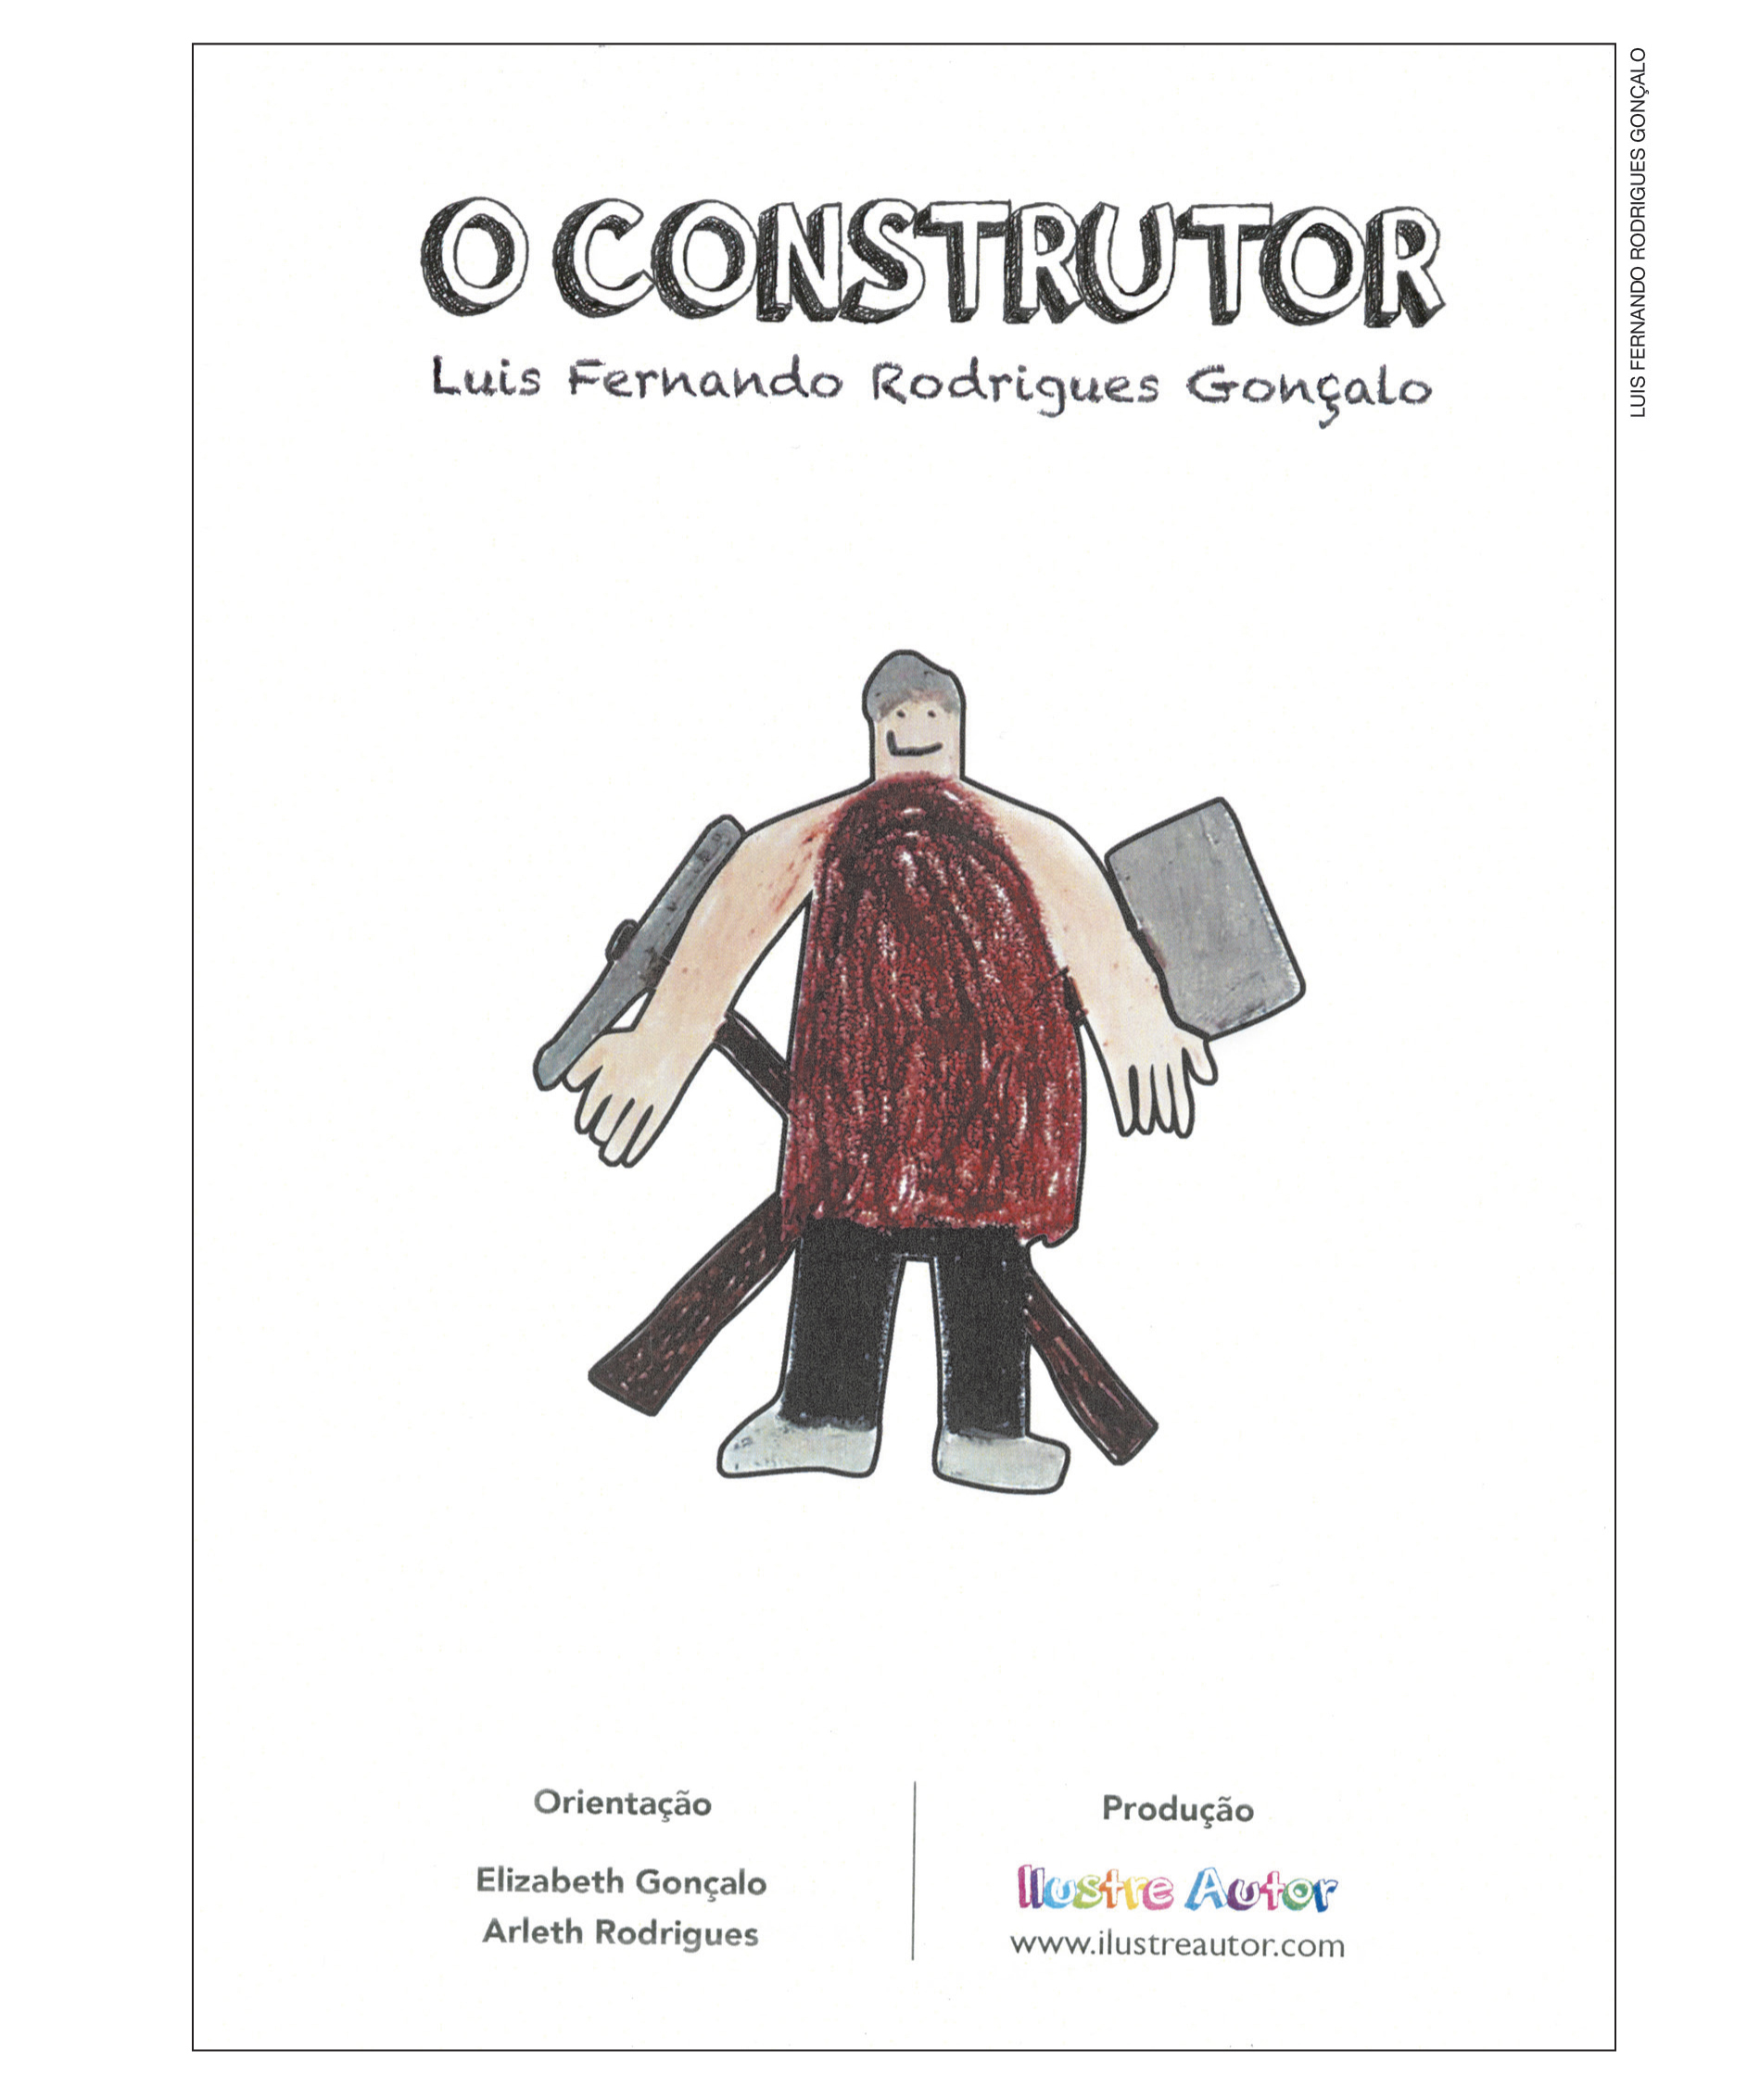 O CONSTRUTOR
Luis Fernando Rodrigues Gonçalo
LUIS FERNANDO RODRIGUES GONÇALO
Orientação
Elizabeth Gonçalo
Arleth Rodrigues
Produção
Ilustre Autor
www.ilustreautor.com